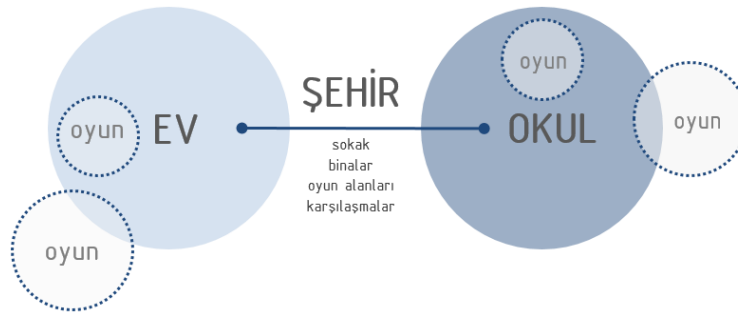 oyun
EV
oyun
ŞEHİR
sokak
binalar
oyun alanları
karşılaşmalar
oyun
OKUL
oyun